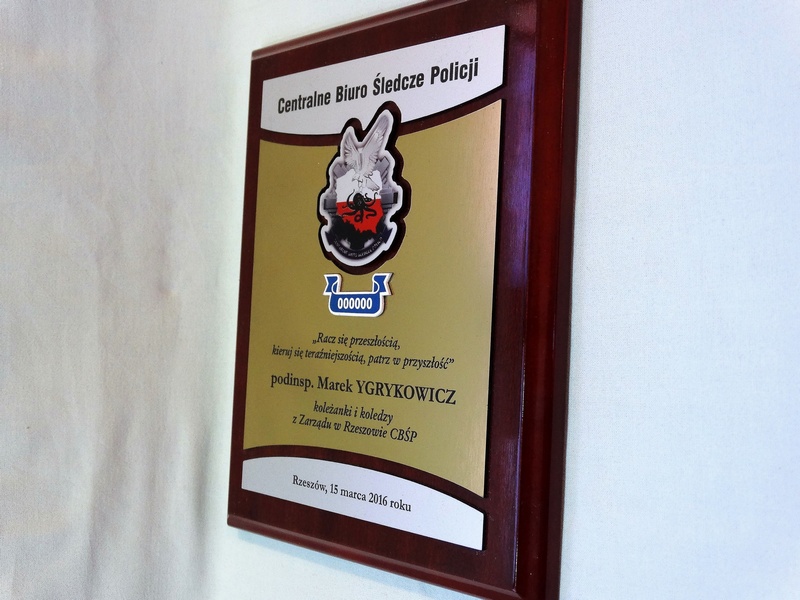 Centralne Biuro Śledcze Policji
000000
„Racz się przeszłością,
kieruj się teraźniejszością, patrz w przyszłość”
podinsp. Marek YGRYKOWICZ
koleżanki i koledzy
z Zarządu w Rzeszowie CBŚP
Rzeszów, 15 marca 2016 roku